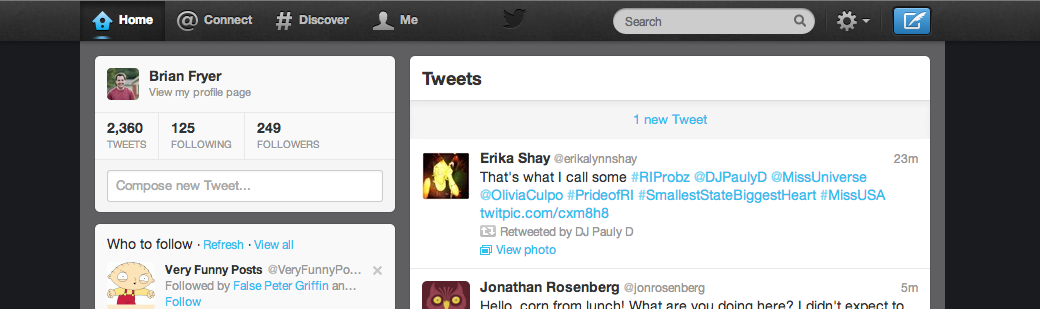 Home
Connect
Discover
Me
Search
Brian Fryer
View my profile page
2,360
TWEETS
125
FOLLOWING
249
FOLLOWERS
Compose new Tweet...
Who to follow · Refresh · View all
Very Funny Posts @VeryFunnyPo...
Followed by False Peter Griffin an...
Follow
Tweets
1 new Tweet
Erika Shay @erikalynnshay 23m
That's what I call some #RIProbz @DJPaulyD @MissUniverse
@OliviaCulpo #PrideofRI #SmallestStateBiggestHeart #MissUSA
twitpic.com/cxm8h8
Retweeted by DJ Pauly D
View photo
Jonathan Rosenberg @jonrosenberg 5m
Hello, corn from lunch! What are you doing here? I didn't expect to